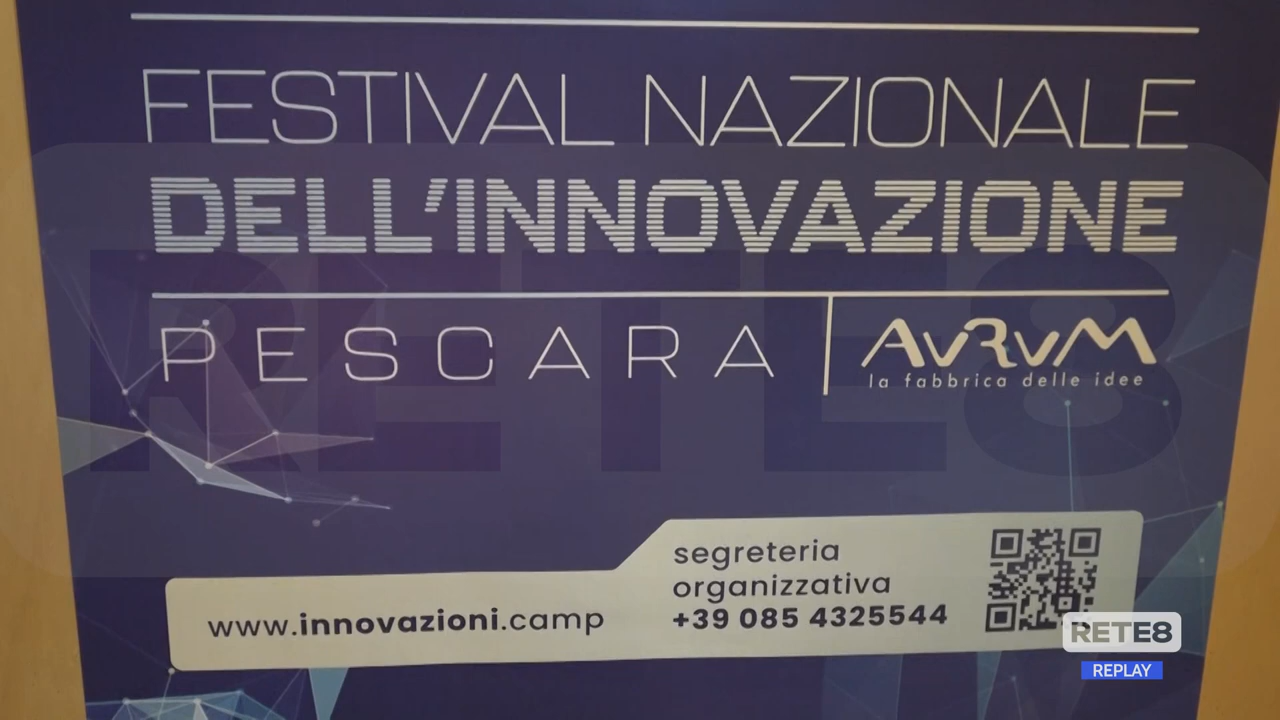 FESTIVAL NAZIONALE
DELL'INNOVAZIONE
PESCARA
AVRVM
la fabbrica delle idee
segreteria
organizzativa
www.innovazioni.camp
+39 085 4325544
RETE8
RETE8
REPLAY